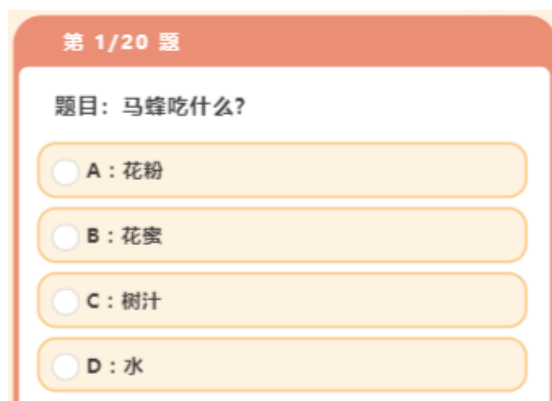 第 1/20 题
题目：马蜂吃什么?
A：花粉
B：花蜜
C：树汁
D：水